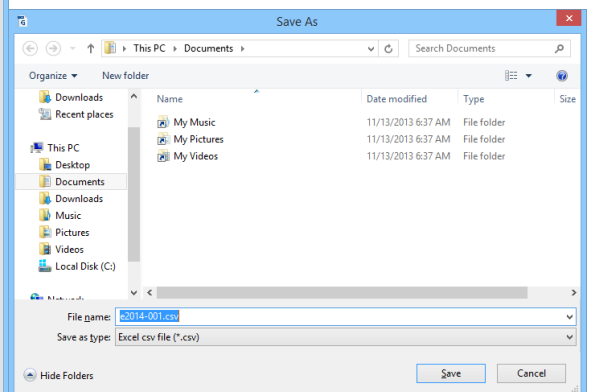 Save As
This PC Documents
Search Documents
Organize New folder
Downloads
Recent places
This PC
Desktop
Documents
Downloads
Music
Pictures
Videos
Local Disk (C:)
Network
Name Date modified Type Size
My Music 11/13/2013 6:37 AM File folder
My Pictures 11/13/2013 6:37 AM File folder
My Videos 11/13/2013 6:37 AM File folder
File name: e2014-001.csv
Save as type: Excel csv file (*.csv)
Hide Folders Save Cancel